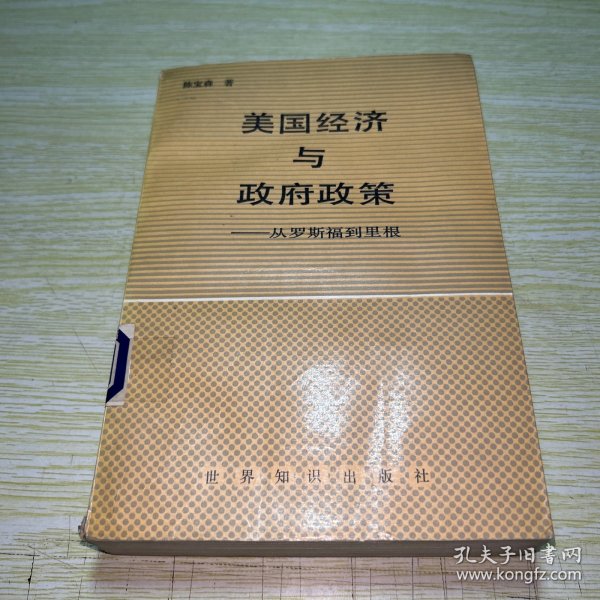 陈宝森 著
美国经济
与
政府政策
——从罗斯福到里根
世界知识出版社
孔夫子旧书网
www.kongfz.com